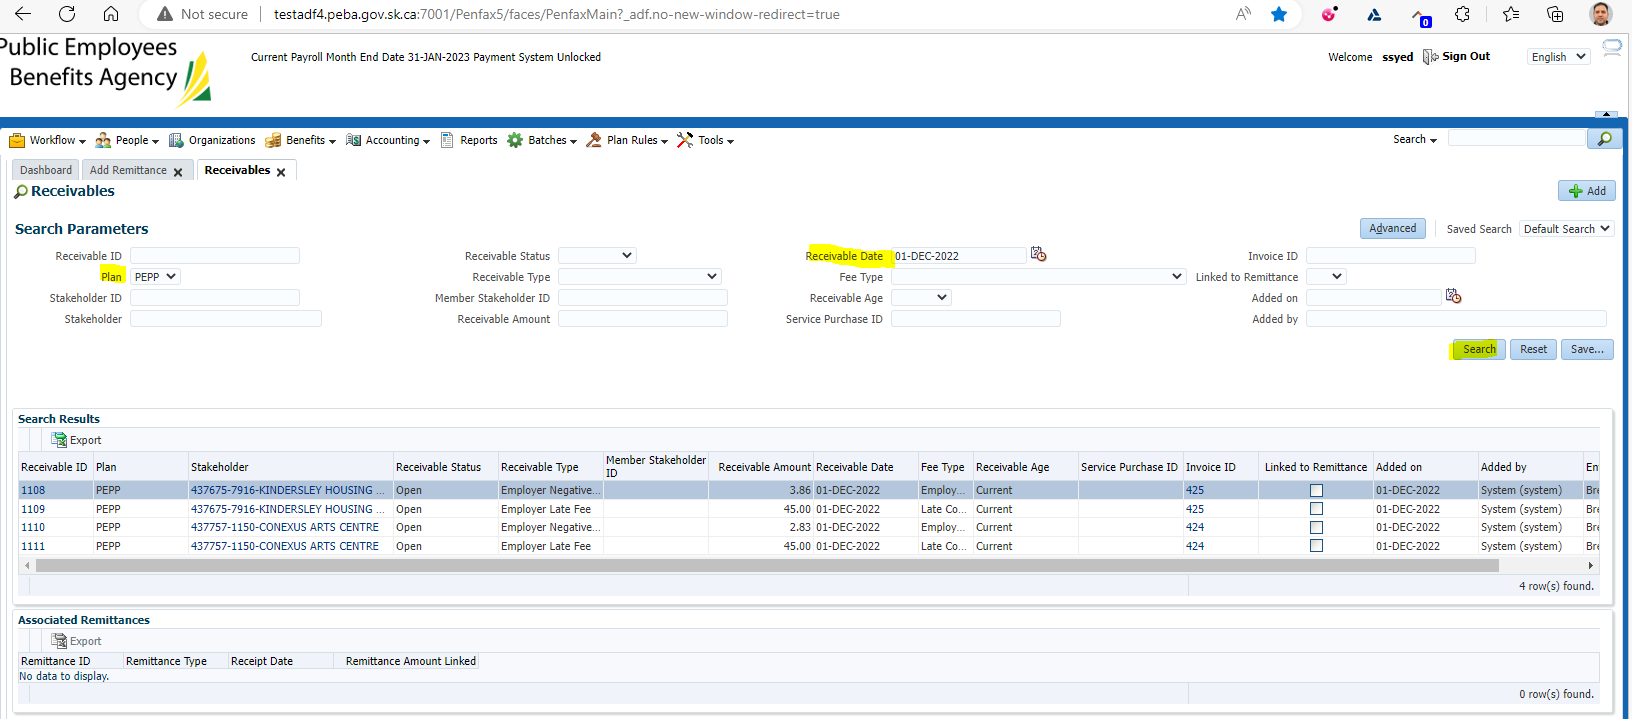 Not secure | testadf4.peba.gov.sk.ca:7001/Penfax5/faces/PenfaxMain?_adf.no-new-window-redirect=true
0
Public Employees
Benefits Agency
Current Payroll Month End Date 31-JAN-2023 Payment System Unlocked
Welcome ssyed Sign Out English
Workflow People Organizations Benefits Accounting Reports Batches Plan Rules Tools Search
Dashboard Add Remittance Receivables
Receivables
Add
Search Parameters
Advanced Saved Search Default Search
Receivable ID Receivable Status Receivable Date 01-DEC-2022 Invoice ID
Plan PEPP Receivable Type Fee Type Linked to Remittance
Stakeholder ID Member Stakeholder ID Receivable Age Added on
Stakeholder Receivable Amount Service Purchase ID Added by
Search Reset Save...
Search Results
Export
Receivable ID Plan Stakeholder Receivable Status Receivable Type Member Stakeholder ID Receivable Amount Receivable Date Fee Type Receivable Age Service Purchase ID Invoice ID Linked to Remittance Added on Added by
1108 PEPP 437675-7916-KINDERSLEY HOUSING ... Open Employer Negative... 3.86 01-DEC-2022 Employ... Current 425 01-DEC-2022 System (system)
1109 PEPP 437675-7916-KINDERSLEY HOUSING ... Open Employer Late Fee 45.00 01-DEC-2022 Late Co... Current 425 01-DEC-2022 System (system)
1110 PEPP 437757-1150-CONEXUS ARTS CENTRE Open Employer Negative... 2.83 01-DEC-2022 Employ... Current 424 01-DEC-2022 System (system)
1111 PEPP 437757-1150-CONEXUS ARTS CENTRE Open Employer Late Fee 45.00 01-DEC-2022 Late Co... Current 424 01-DEC-2022 System (system)
4 row(s) found.
Associated Remittances
Export
Remittance ID Remittance Type Receipt Date Remittance Amount Linked
No data to display.
0 row(s) found.